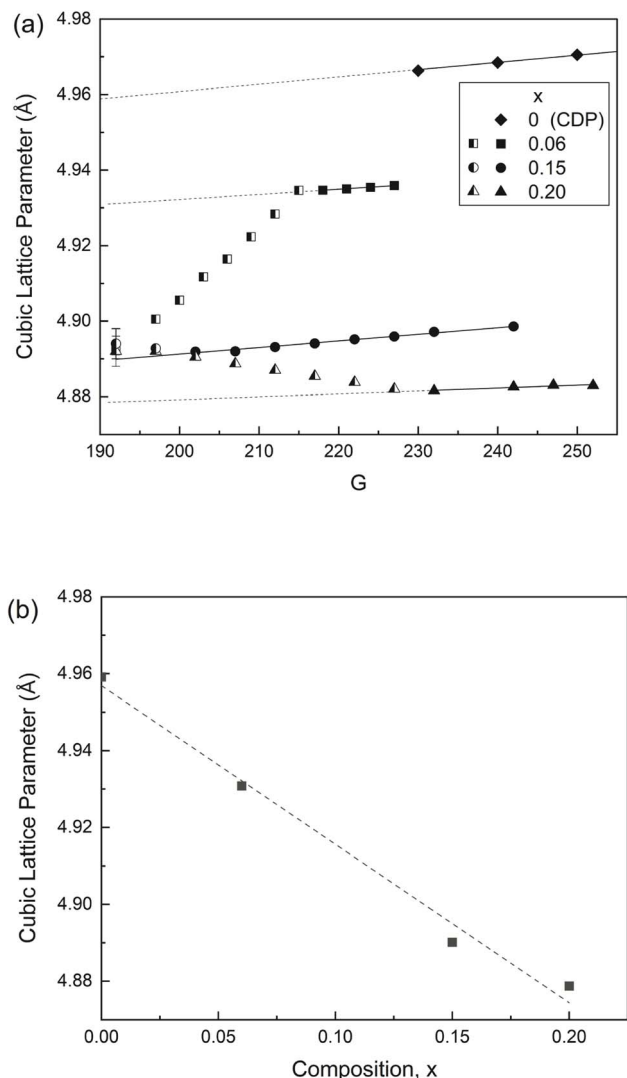 (a)
4.98
4.96
4.94
4.92
4.90
4.88
Cubic Lattice Parameter (Å)
x
0 (CDP)
0.06
0.15
0.20
190 200 210 220 230 240 250
G
(b)
4.98
4.96
4.94
4.92
4.90
4.88
Cubic Lattice Parameter (Å)
0.00 0.05 0.10 0.15 0.20
Composition, x